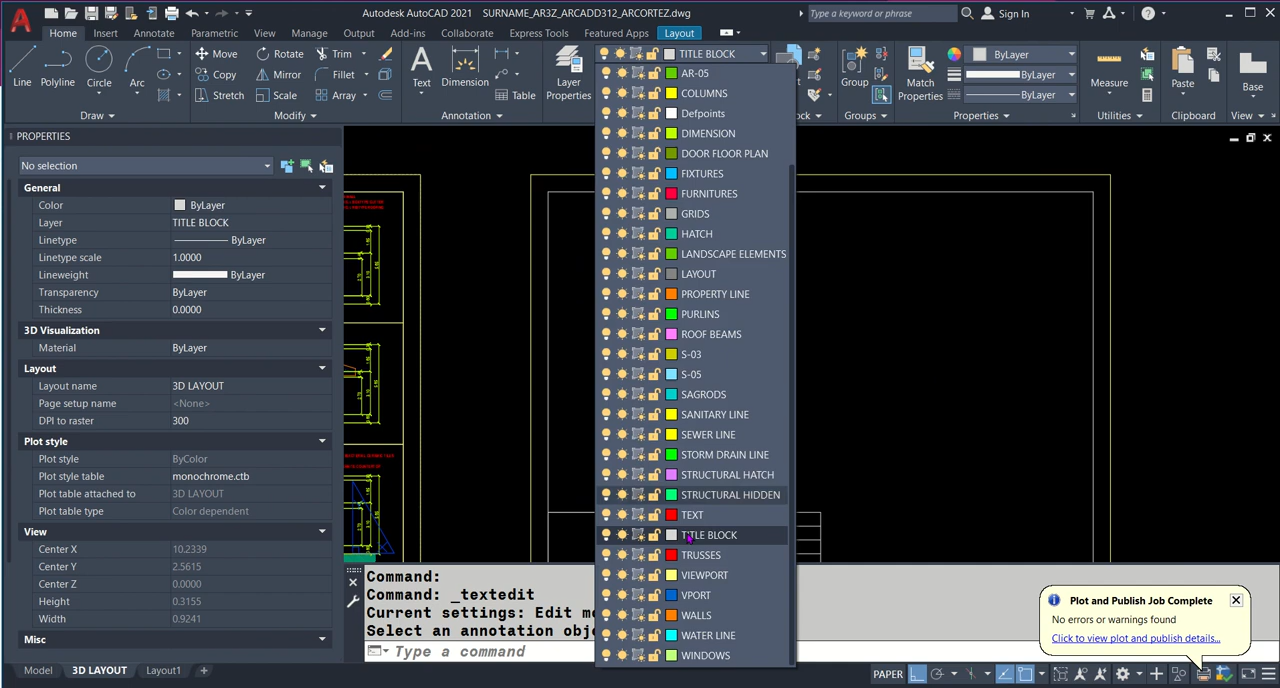 Autodesk AutoCAD 2021 SURNAME_AR3Z_ARCADD312_ARCORTEZ.dwg
Type a keyword or phrase
Sign In
Home Insert Annotate Parametric View Manage Output Add-ins Collaborate Express Tools Featured Apps Layout
Line
Polyline
Circle
Arc
Draw
Move
Rotate
Trim
Copy
Mirror
Fillet
Stretch
Scale
Array
Modify
Text
Dimension
Table
Annotation
Layer
Properties
TITLE BLOCK
Group
Groups
Match
Properties
ByLayer
ByLayer
ByLayer
Properties
Measure
Utilities
Paste
Clipboard
Base
View
PROPERTIES
No selection
General
Color ByLayer
Layer TITLE BLOCK
Linetype ByLayer
Linetype scale 1.0000
Lineweight ByLayer
Transparency ByLayer
Thickness 0.0000
3D Visualization
Material ByLayer
Layout
Layout name 3D LAYOUT
Page setup name <None>
DPI to raster 300
Plot style
Plot style ByColor
Plot style table monochrome.ctb
Plot table attached to 3D LAYOUT
Plot table type Color dependent
View
Center X 10.2339
Center Y 2.5615
Center Z 0.0000
Height 0.3155
Width 0.9241
Misc
AR-05
COLUMNS
Defpoints
DIMENSION
DOOR FLOOR PLAN
FIXTURES
FURNITURES
GRIDS
HATCH
LANDSCAPE ELEMENTS
LAYOUT
PROPERTY LINE
PURLINS
ROOF BEAMS
S-03
S-05
SAGRODS
SANITARY LINE
SEWER LINE
STORM DRAIN LINE
STRUCTURAL HATCH
STRUCTURAL HIDDEN
TEXT
TITLE BLOCK
TRUSSES
VIEWPORT
VPORT
WALLS
WATER LINE
WINDOWS
Command:
Command: _textedit
Current settings: Edit
Select an annotation
Type a command
Plot and Publish Job Complete
No errors or warnings found
Click to view plot and publish details...
Model 3D LAYOUT Layout1 +
PAPER